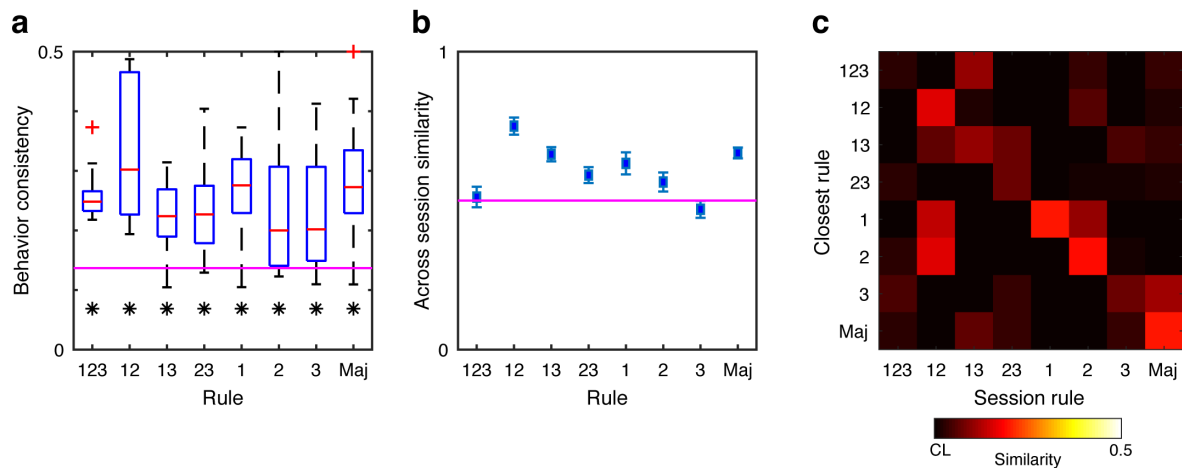 a
0.5
0
Behavior consistency
123 12 13 23 1 2 3 Maj
Rule
b
1
0
Across session similarity
123 12 13 23 1 2 3 Maj
Rule
c
Closest rule
123
12
13
23
1
2
3
Maj
123 12 13 23 1 2 3 Maj
Session rule
CL 0.5
Similarity